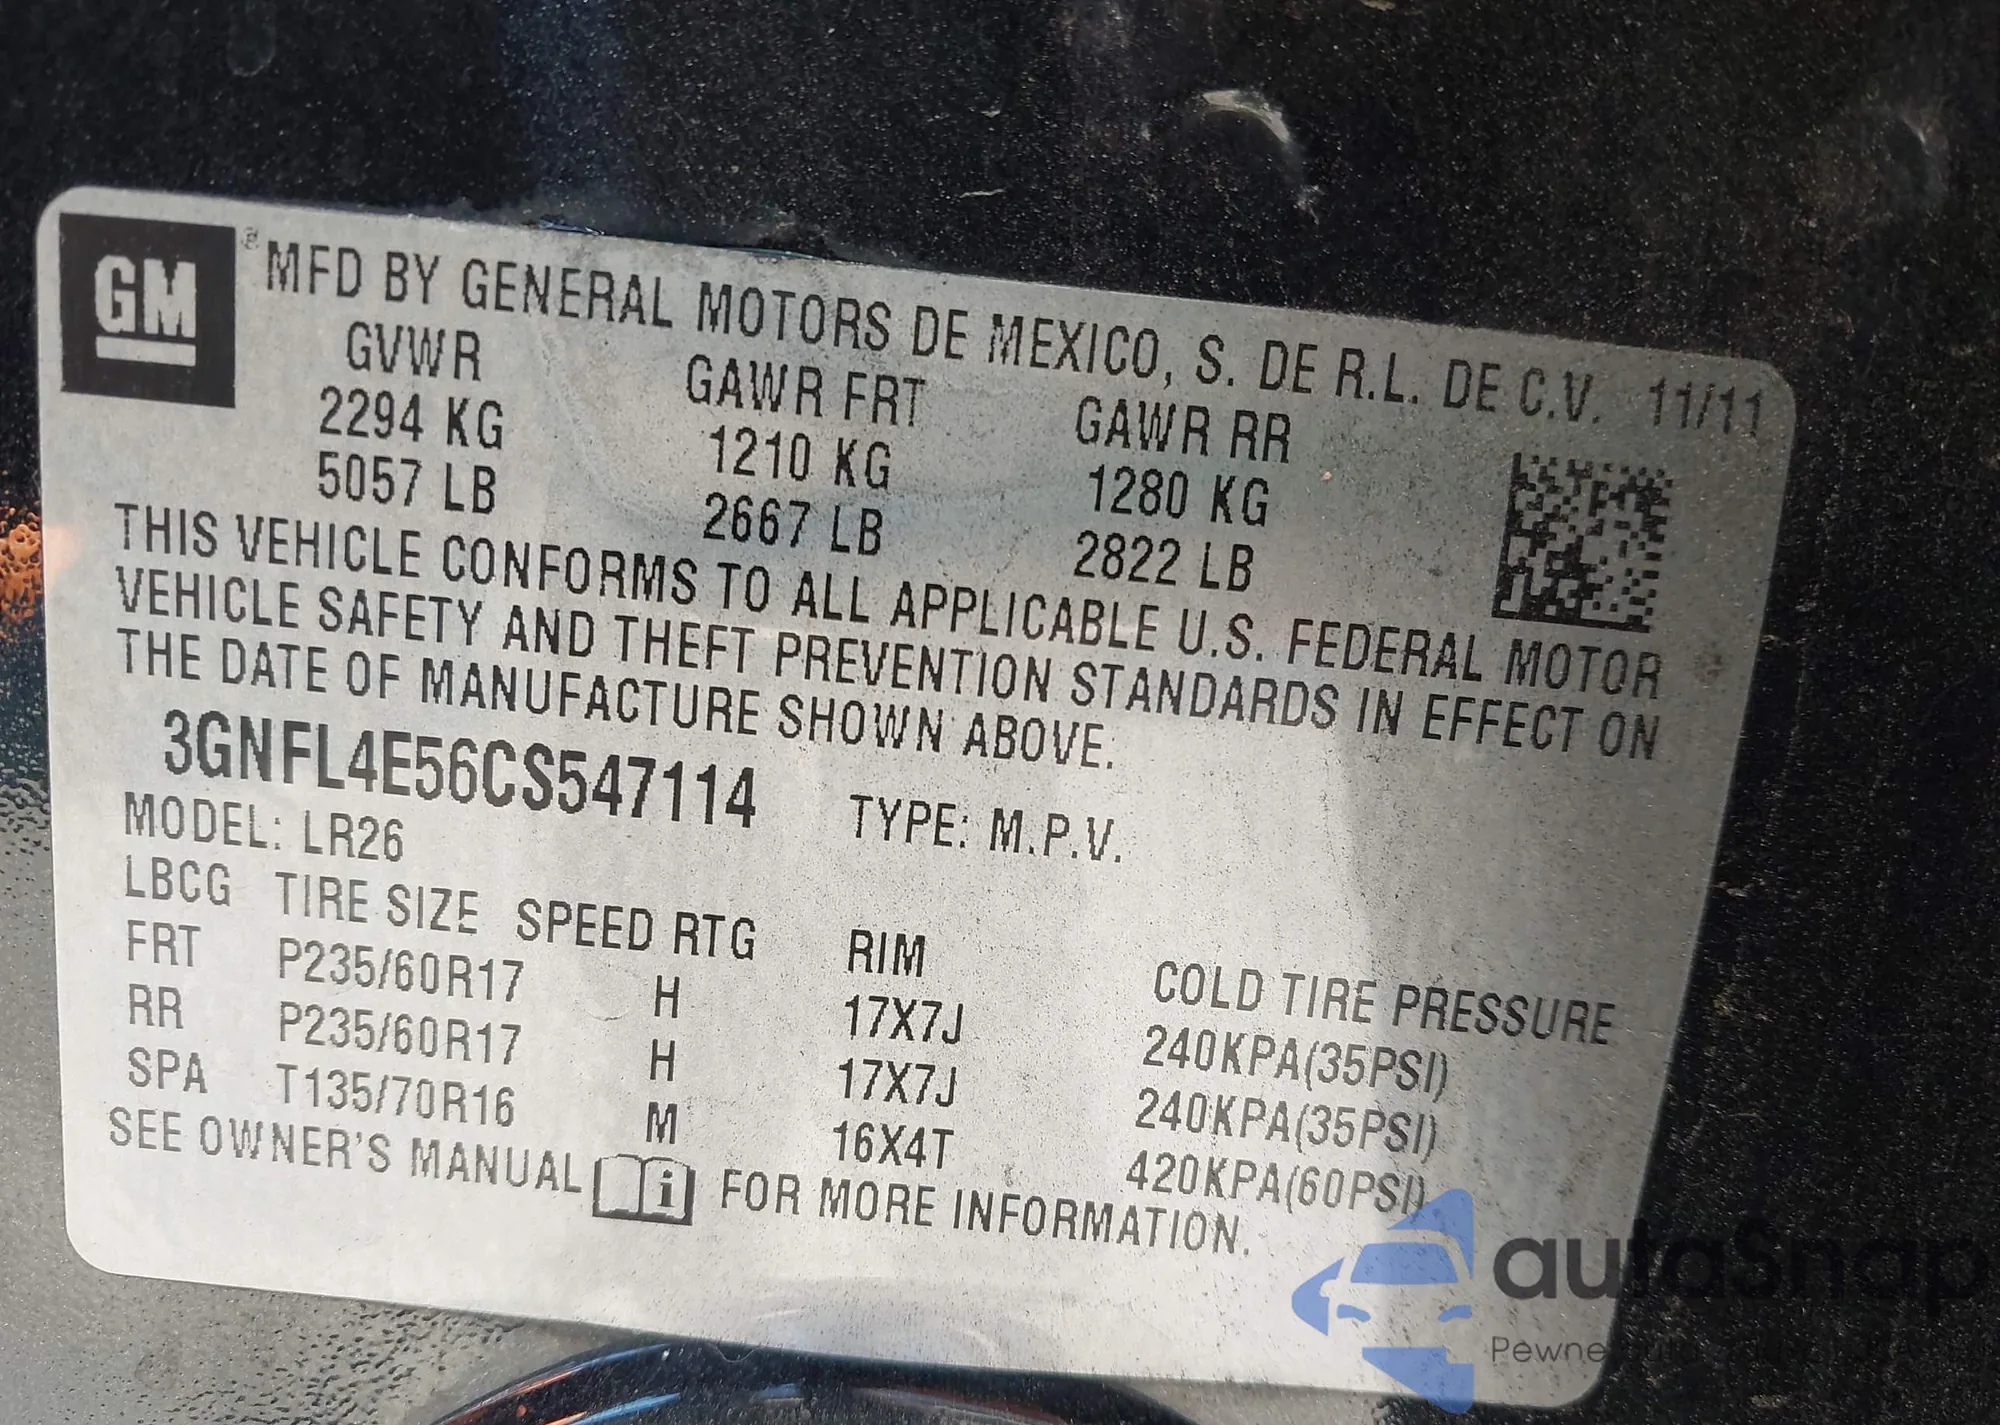 GM
® MFD BY GENERAL MOTORS DE MEXICO, S. DE R.L. DE C.V. 11/11
GVWR GAWR FRT GAWR RR
2294 KG 1210 KG 1280 KG
5057 LB 2667 LB 2822 LB
THIS VEHICLE CONFORMS TO ALL APPLICABLE U.S. FEDERAL MOTOR
VEHICLE SAFETY AND THEFT PREVENTION STANDARDS IN EFFECT ON
THE DATE OF MANUFACTURE SHOWN ABOVE.
3GNFL4E56CS547114 TYPE: M.P.V.
MODEL: LR26
LBCG TIRE SIZE SPEED RTG RIM COLD TIRE PRESSURE
FRT P235/60R17 H 17X7J 240KPA(35PSI)
RR P235/60R17 H 17X7J 240KPA(35PSI)
SPA T135/70R16 M 16X4T 420KPA(60PSI)
SEE OWNER'S MANUAL i FOR MORE INFORMATION.
autaSnap
Pewne